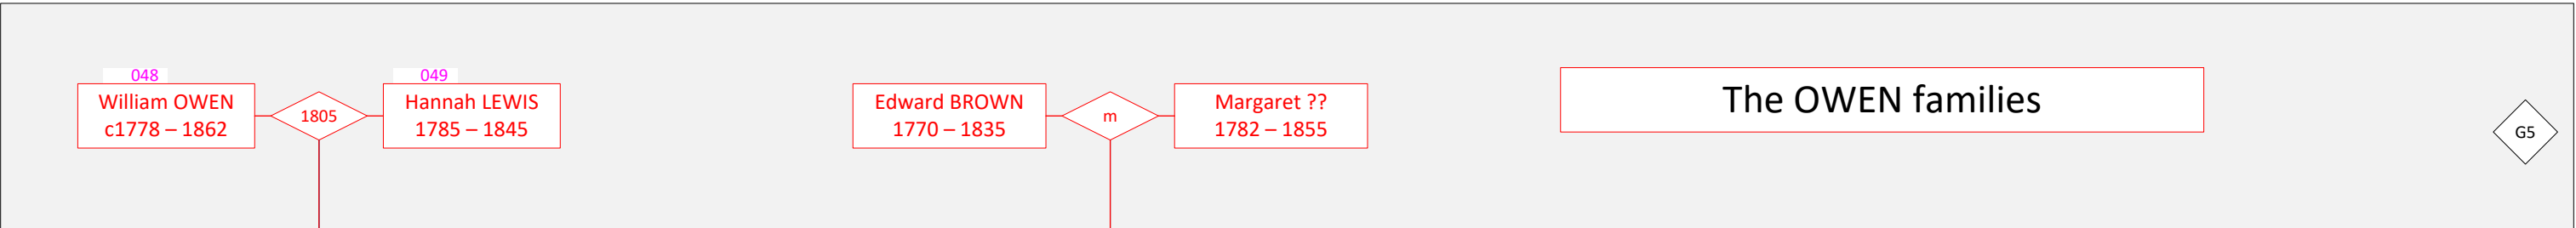 048
William OWEN
c1778 – 1862
1805
049
Hannah LEWIS
1785 – 1845
Edward BROWN
1770 – 1835
m
Margaret ??
1782 – 1855
The OWEN families
G5